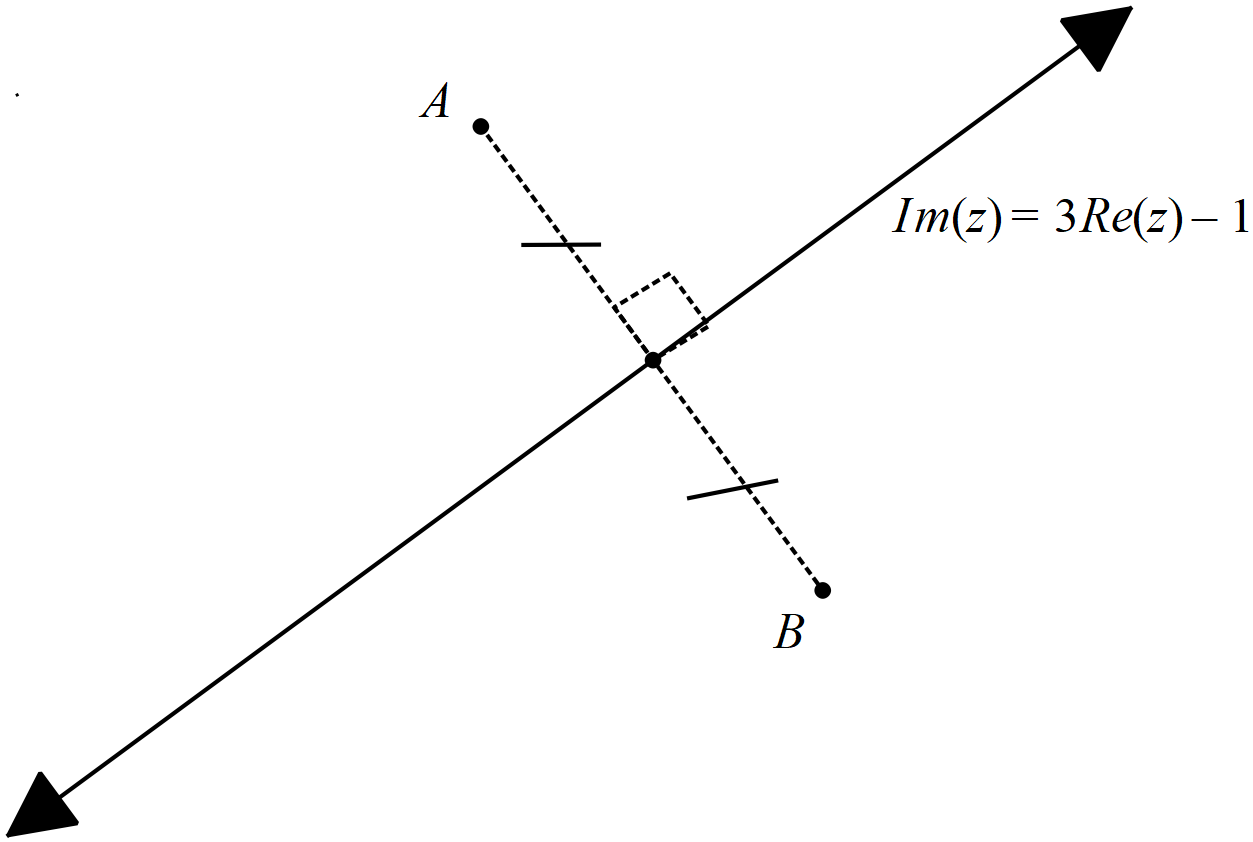 A
Im(z) = 3Re(z) – 1
B